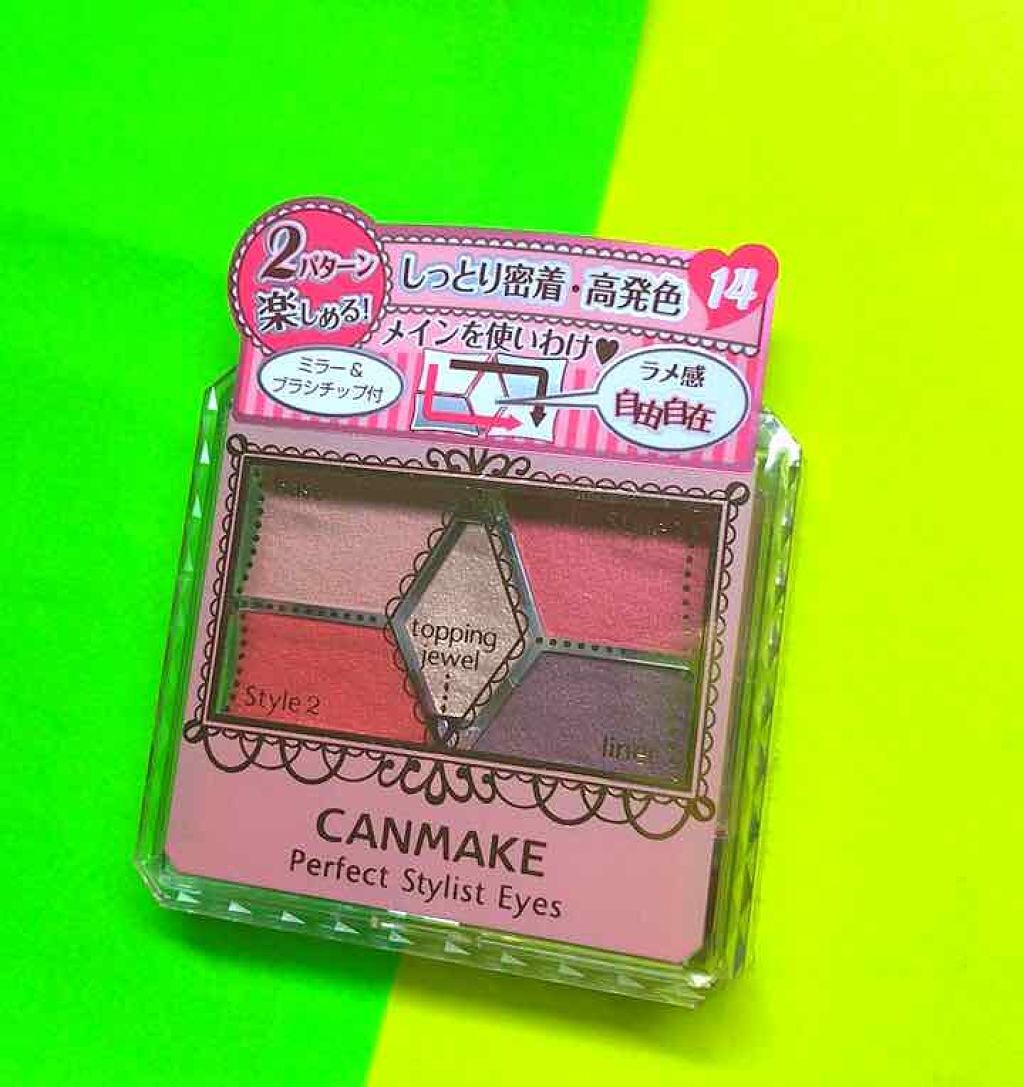 2パターン
楽しめる!
しっとり密着・高発色
14
メインを使いわけ♥
ミラー&
ブラシチップ付
ラメ感
自由自在
topping
jewel
Style 2
liner
CANMAKE
Perfect Stylist Eyes